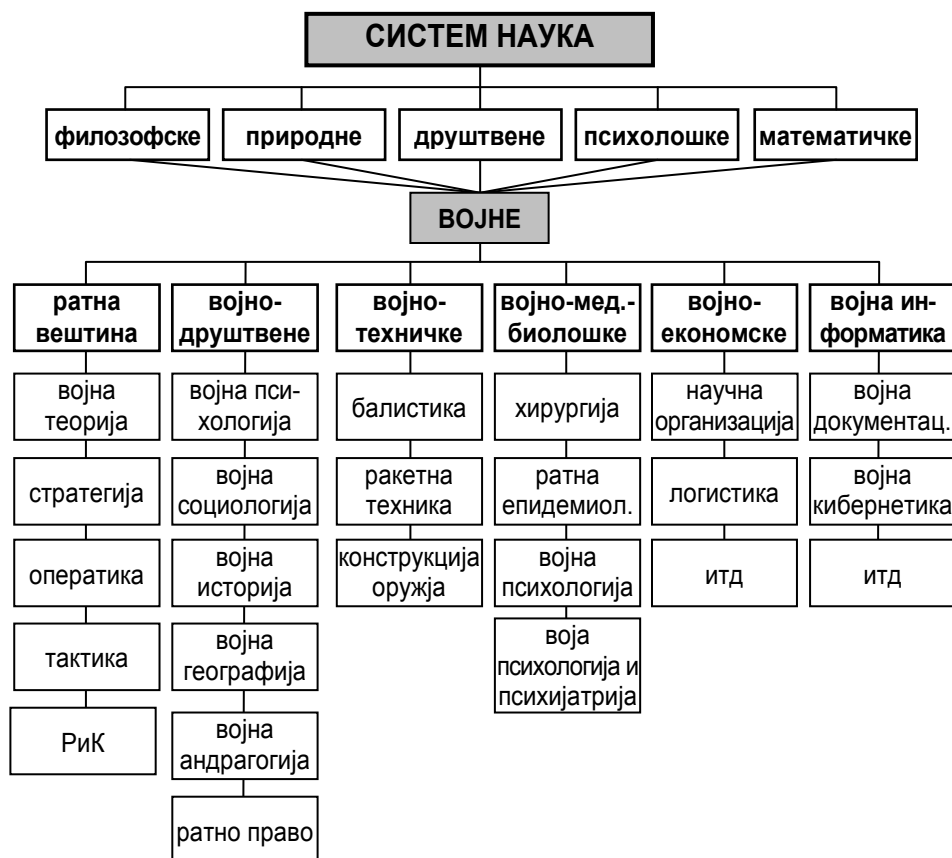 СИСТЕМ НАУКА
филозофске
природне
друштвене
психолошке
математичке
ВОЈНЕ
ратна
вештина
војно-
друштвене
војно-
техничке
војно-мед.-
биолошке
војно-
економске
војна ин-
форматика
војна
теорија
стратегија
оператика
тактика
РиК
војна пси-
хологија
војна
социологија
војна
историја
војна
географија
војна
андрагогија
ратно право
балистика
ракетна
техника
конструкција
оружја
хирургија
ратна
епидемиол.
војна
психологија
воја
психологија и
психијатрија
научна
организација
логистика
итд
војна
документац.
војна
кибернетика
итд